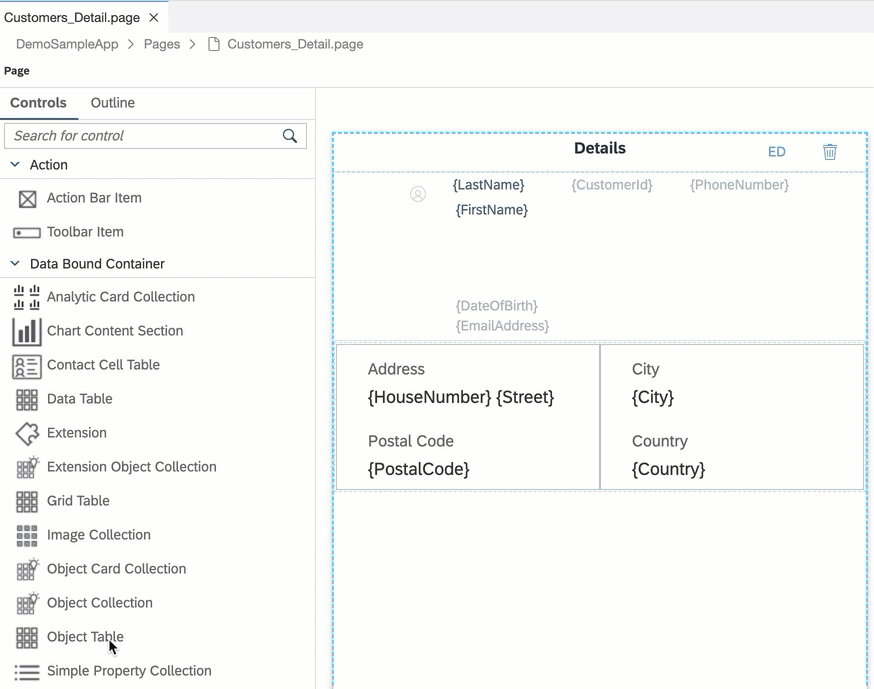 Customers_Detail.page ×
DemoSampleApp > Pages > Customers_Detail.page
Page
Controls Outline
Search for control
Action
Action Bar Item
Toolbar Item
Data Bound Container
Analytic Card Collection
Chart Content Section
Contact Cell Table
Data Table
Extension
Extension Object Collection
Grid Table
Image Collection
Object Card Collection
Object Collection
Object Table
Simple Property Collection
Details ED
{LastName} {CustomerId} {PhoneNumber}
{FirstName}
{DateOfBirth}
{EmailAddress}
Address City
{HouseNumber} {Street} {City}
Postal Code Country
{PostalCode} {Country}